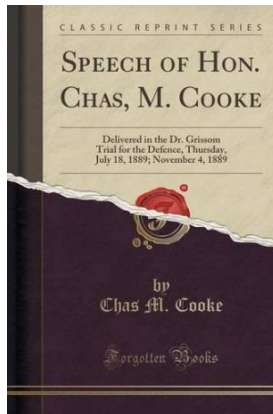 CLASSIC REPRINT SERIES
SPEECH OF HON.
CHAS, M. COOKE
Delivered in the Dr. Grissom
Trial for the Defence, Thursday,
July 18, 1889; November 4, 1889
by
Chas M. Cooke
Forgotten Books